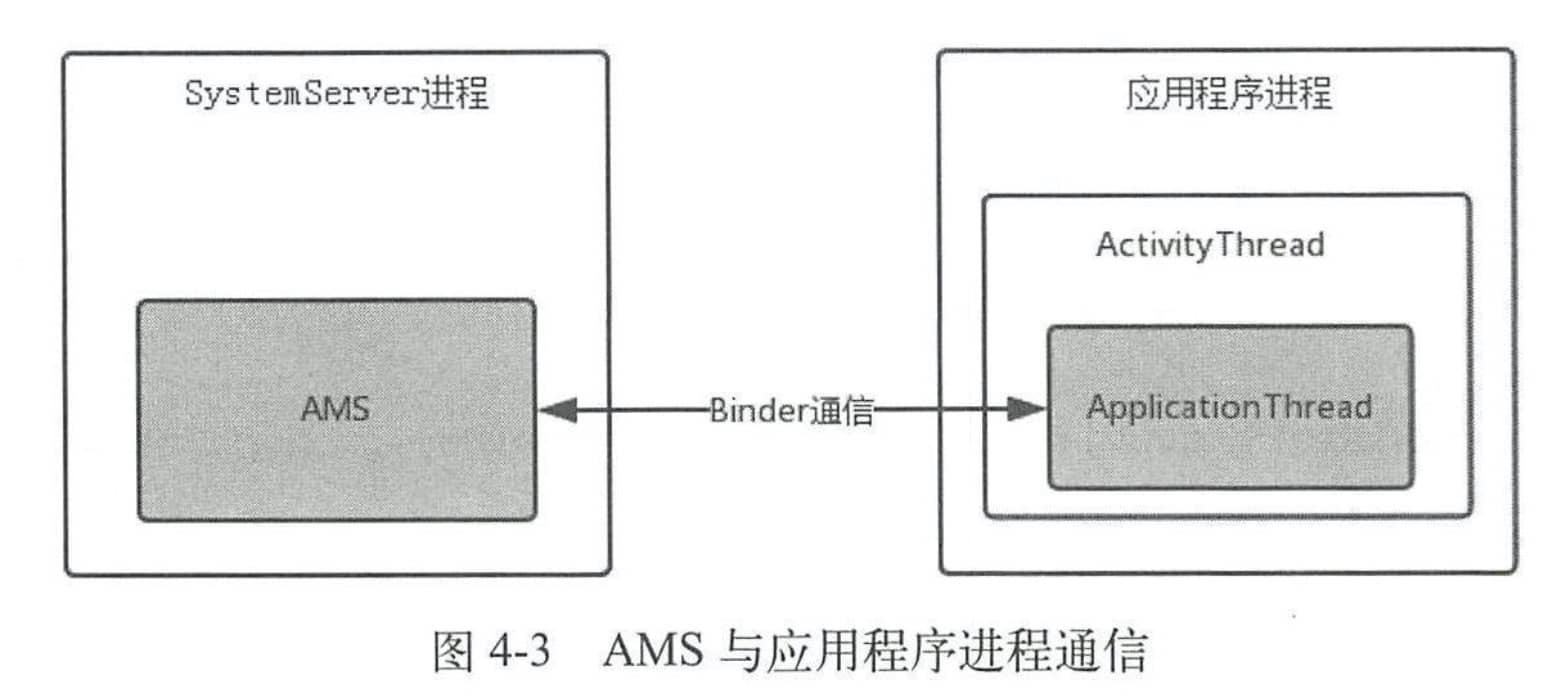 SystemServer进程
应用程序进程
ActivityThread
AMS
Binder通信
ApplicationThread
图 4-3 AMS 与应用程序进程通信